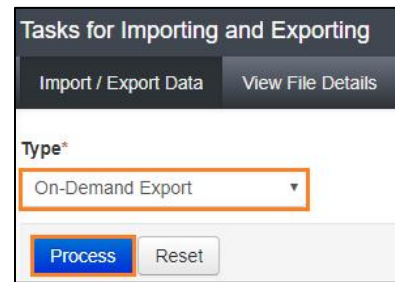 Tasks for Importing and Exporting
Import / Export Data View File Details
Type*
On-Demand Export
Process Reset